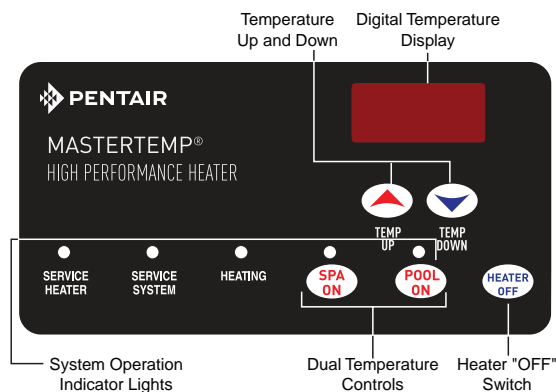 Temperature
Up and Down
Digital Temperature
Display
PENTAIR
MASTERTEMP®
HIGH PERFORMANCE HEATER
TEMP
UP
TEMP
DOWN
SERVICE
HEATER
SERVICE
SYSTEM
HEATING
SPA
ON
POOL
ON
HEATER
OFF
System Operation
Indicator Lights
Dual Temperature
Controls
Heater "OFF"
Switch